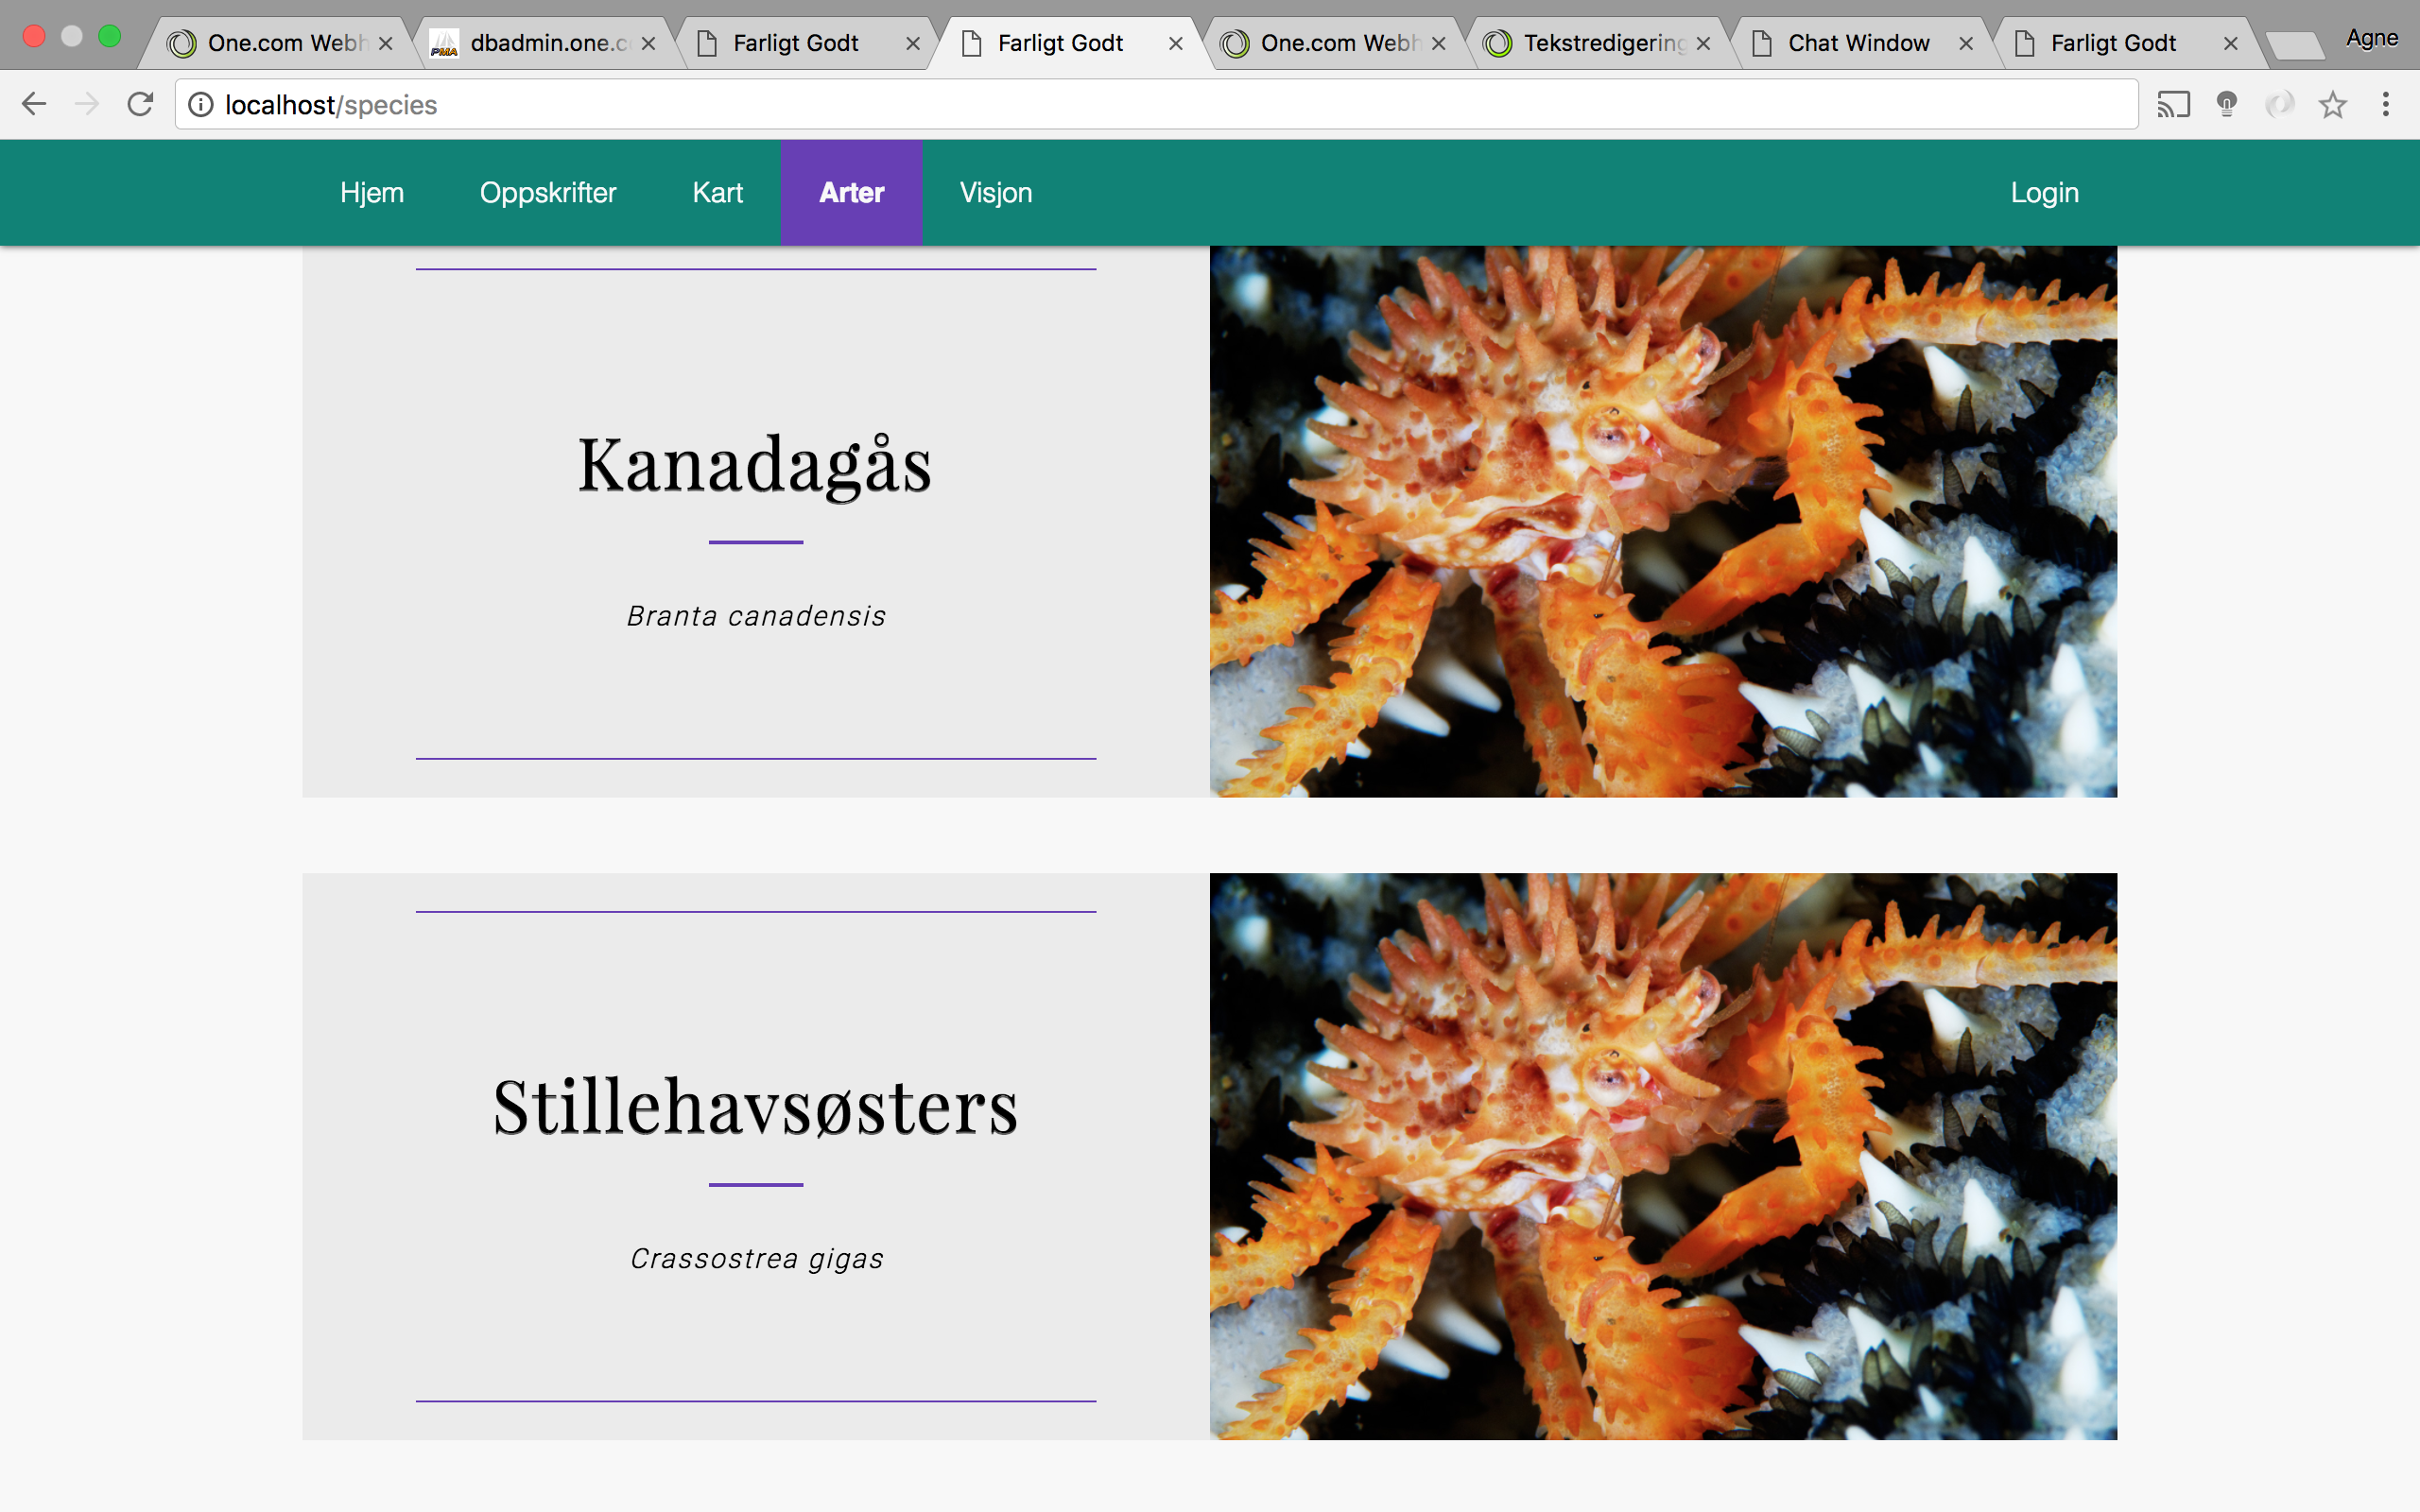 One.com Webh
dbadmin.one.c
Farligt Godt
Farligt Godt
One.com Webh
Tekstredigering
Chat Window
Farligt Godt
Agne
localhost/species
Hjem
Oppskrifter
Kart
Arter
Visjon
Login
Kanadagås
Branta canadensis
Stillehavsøsters
Crassostrea gigas